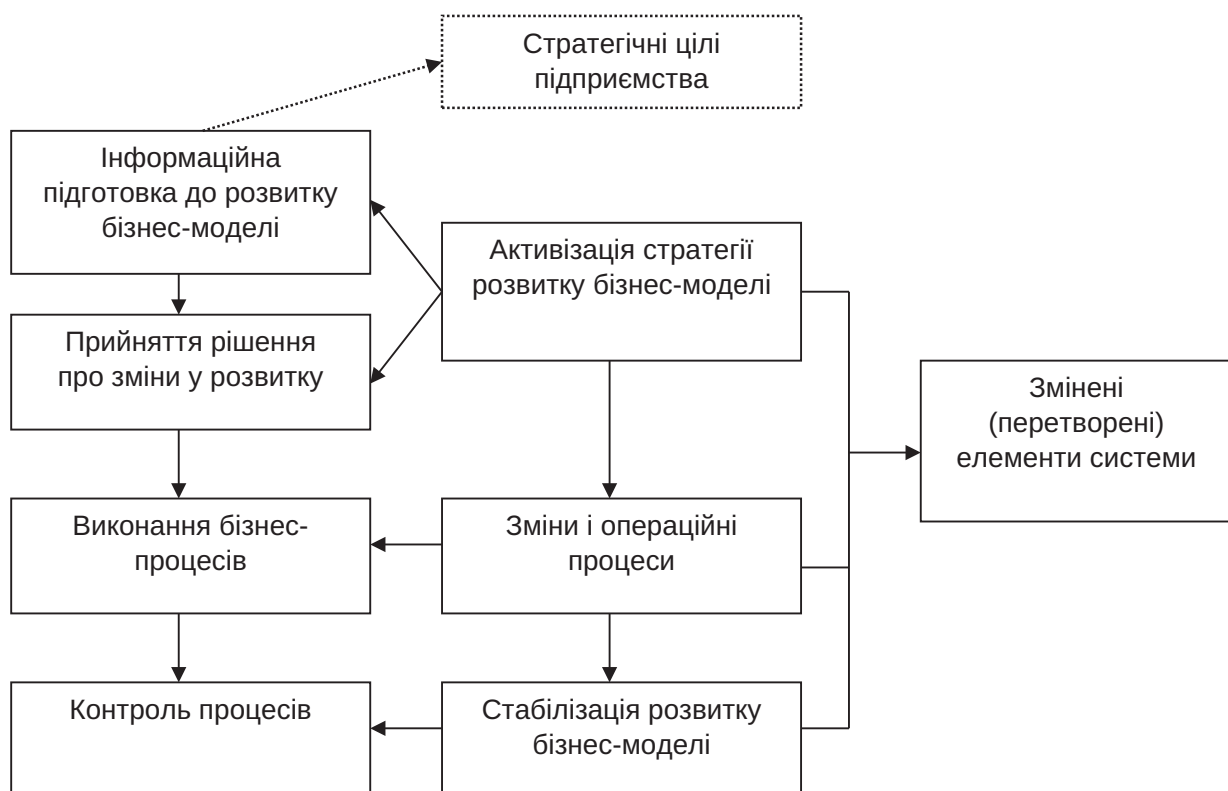 Стратегічні цілі
підприємства
Інформаційна
підготовка до розвитку
бізнес-моделі
Активізація стратегії
розвитку бізнес-моделі
Прийняття рішення
про зміни у розвитку
Змінені
(перетворені)
елементи системи
Виконання бізнес-
процесів
Зміни і операційні
процеси
Контроль процесів
Стабілізація розвитку
бізнес-моделі